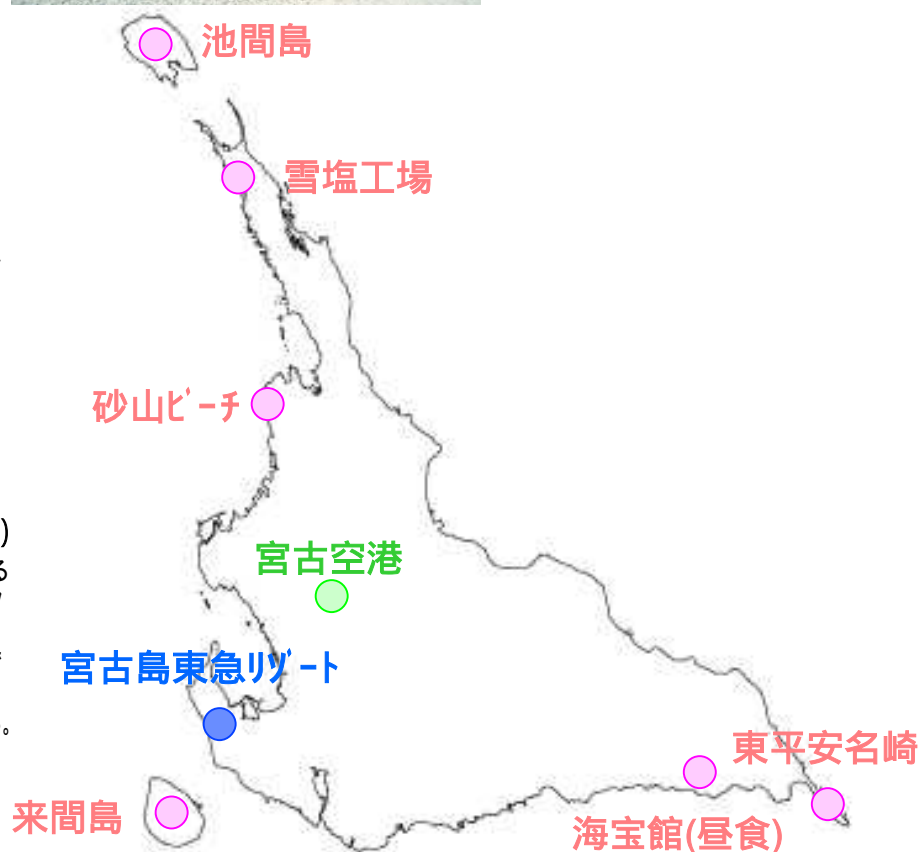 池間島
雪塩工場
砂山ﾋﾞｰﾁ
)
る
宮古空港
宮古島東急ﾘｿﾞｰﾄ
。
東平安名崎
来間島
海宝館(昼食)